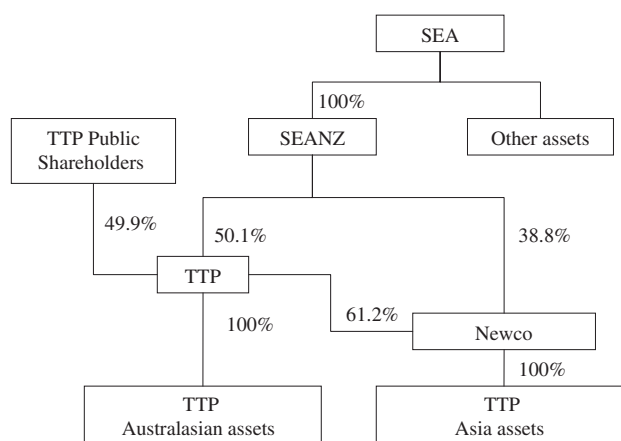 SEA
100%
TTP Public
Shareholders
SEANZ
Other assets
49.9%
50.1%
38.8%
TTP
61.2%
100%
Newco
100%
TTP
Australasian assets
TTP
Asia assets